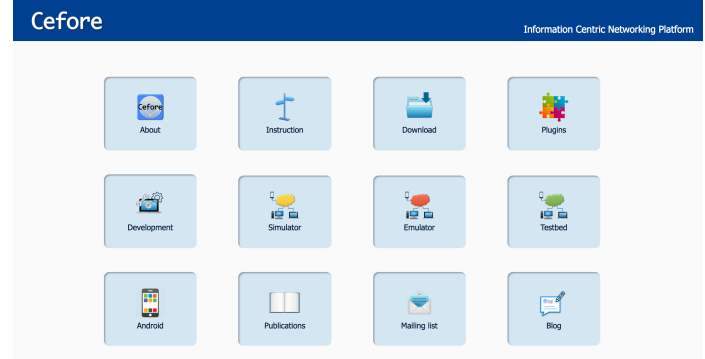 Cefore
Information Centric Networking Platform
Cefore
About
Instruction
Download
Plugins
Development
Simulator
Emulator
Testbed
Android
Publications
Mailing list
Blog
Blog